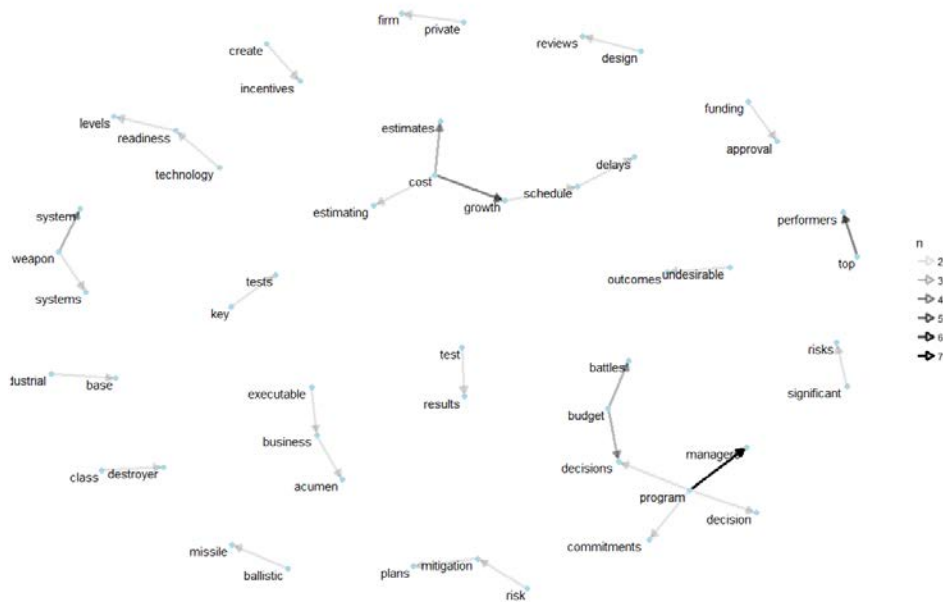 firm
private
create
incentives
reviews
design
levels
readiness
technology
estimates
cost
estimating
growth
schedule
delays
funding
approval
system
weapon
systems
performers
top
n
2
3
4
5
6
7
tests
key
outcomes
undesirable
dustrial
base
test
results
executable
business
acumen
battles
budget
decisions
risks
significant
class
destroyer
manager
program
decision
commitments
missile
ballistic
plans
mitigation
risk